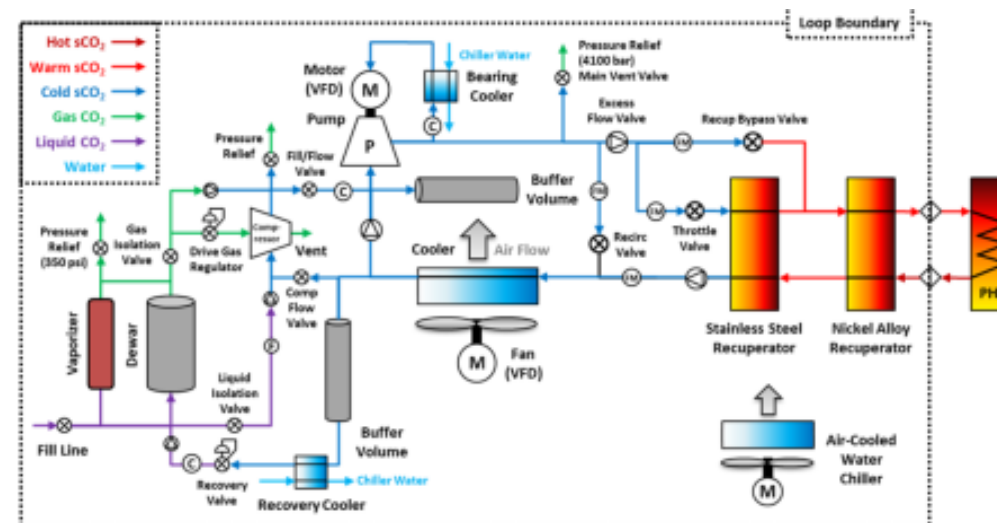 Loop Boundary
Hot sCO₂
Warm sCO₂
Cold sCO₂
Gas CO₂
Liquid CO₂
Water
Motor
(VFD)
M
Pump
P
Chiller Water
Bearing
Cooler
C
Pressure Relief
(4100 bar)
Main Vent Valve
Excess
Flow Valve
FM
Recup Bypass Valve
Pressure
Relief
Fill/Flow
Valve
C
Buffer
Volume
FM
FM
Throttle
Valve
Pressure
Relief
(350 psi)
Gas
Isolation
Valve
Drive Gas
Regulator
Comp-
ressor
Vent
Cooler
Air Flow
Recirc
Valve
FM
Comp
Flow
Valve
Vaporizer
Dewar
Liquid
Isolation
Valve
M
Fan
(VFD)
Stainless Steel
Recuperator
Nickel Alloy
Recuperator
PH
Fill Line
Buffer
Volume
C
Recovery
Valve
Chiller Water
Recovery Cooler
Air-Cooled
Water
Chiller
M